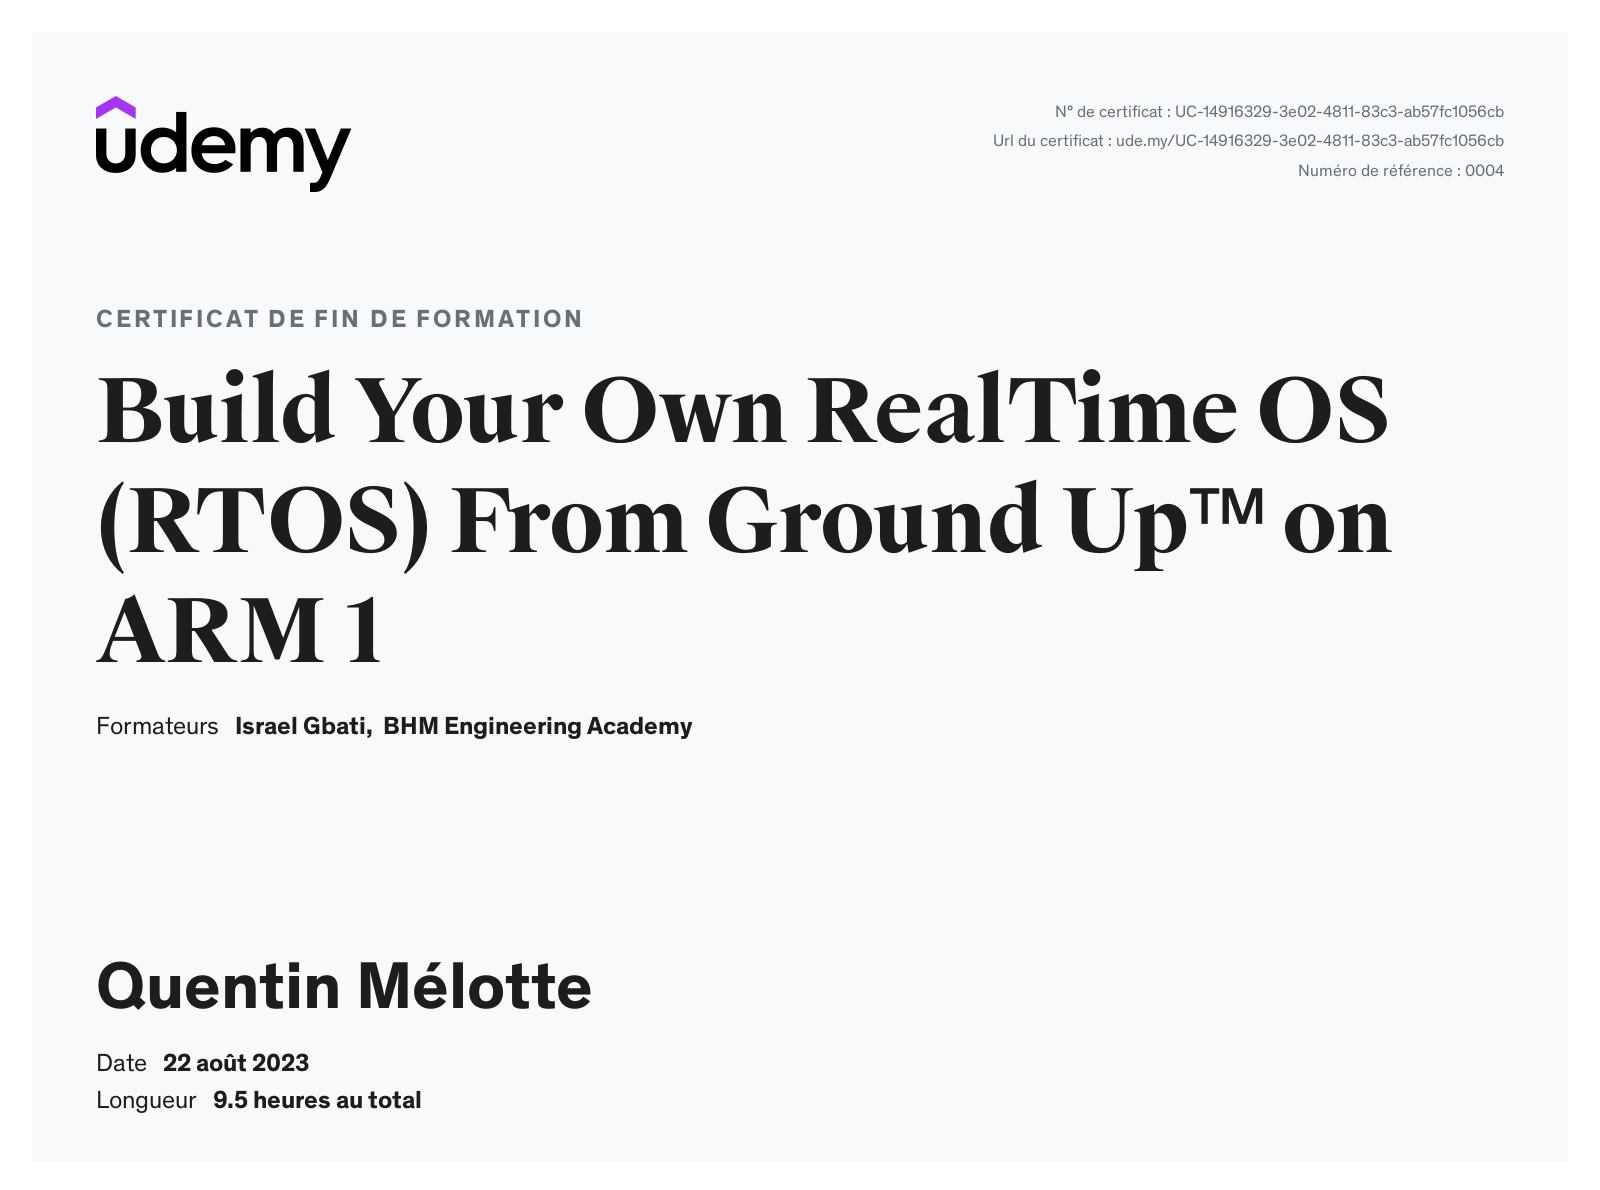 udemy
N° de certificat : UC-14916329-3e02-4811-83c3-ab57fc1056cb
Url du certificat : ude.my/UC-14916329-3e02-4811-83c3-ab57fc1056cb
Numéro de référence : 0004
CERTIFICAT DE FIN DE FORMATION
Build Your Own RealTime OS
(RTOS) From Ground Up™ on
ARM 1
Formateurs Israel Gbati, BHM Engineering Academy
Quentin Mélotte
Date 22 août 2023
Longueur 9.5 heures au total